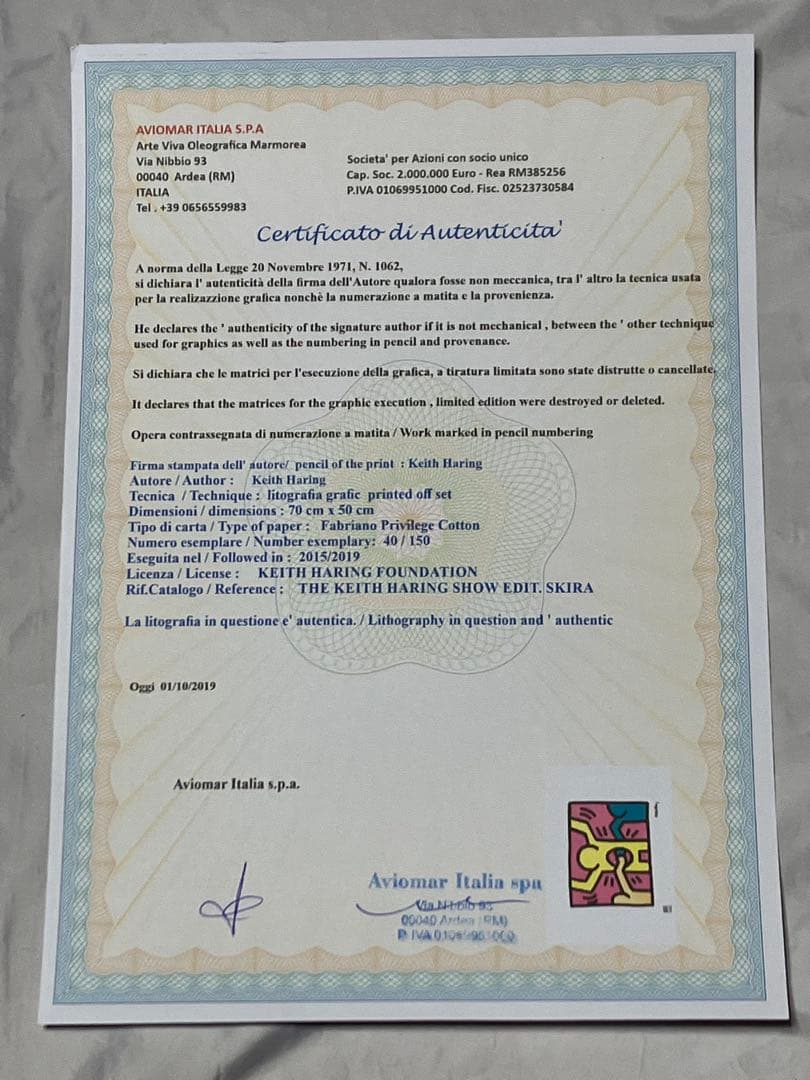 AVIOMAR ITALIA S.P.A
Arte Viva Oleografica Marmorea
Via Nibbio 93
00040 Ardea (RM)
ITALIA
Tel . +39 0656559983
Societa' per Azioni con socio unico
Cap. Soc. 2.000.000 Euro - Rea RM385256
P.IVA 01069951000 Cod. Fisc. 02523730584
Certificato di Autenticita'
A norma della Legge 20 Novembre 1971, N. 1062,
si dichiara l' autenticità della firma dell'Autore qualora fosse non meccanica, tra l' altro la tecnica usata
per la realizazzione grafica nonchè la numerazione a matita e la provenienza.
He declares the ' authenticity of the signature author if it is not mechanical , between the ' other technique
used for graphics as well as the numbering in pencil and provenance.
Si dichiara che le matrici per l'esecuzione della grafica, a tiratura limitata sono state distrutte o cancellate.
It declares that the matrices for the graphic execution , limited edition were destroyed or deleted.
Opera contrassegnata di numerazione a matita / Work marked in pencil numbering
Firma stampata dell' autore/ pencil of the print : Keith Haring
Autore / Author : Keith Haring
Tecnica / Technique : litografia grafic printed off set
Dimensioni / dimensions : 70 cm x 50 cm
Tipo di carta / Type of paper : Fabriano Privilege Cotton
Numero esemplare / Number exemplary: 40 / 150
Eseguita nel / Followed in : 2015/2019
Licenza / License : KEITH HARING FOUNDATION
Rif.Catalogo / Reference : THE KEITH HARING SHOW EDIT. SKIRA
La litografia in questione e' autentica. / Lithography in question and ' authentic
Oggi 01/10/2019
Aviomar Italia s.p.a.
Aviomar Italia spa
Via Nibbio 93
00040 Ardea (RM)
P. IVA 01069951000